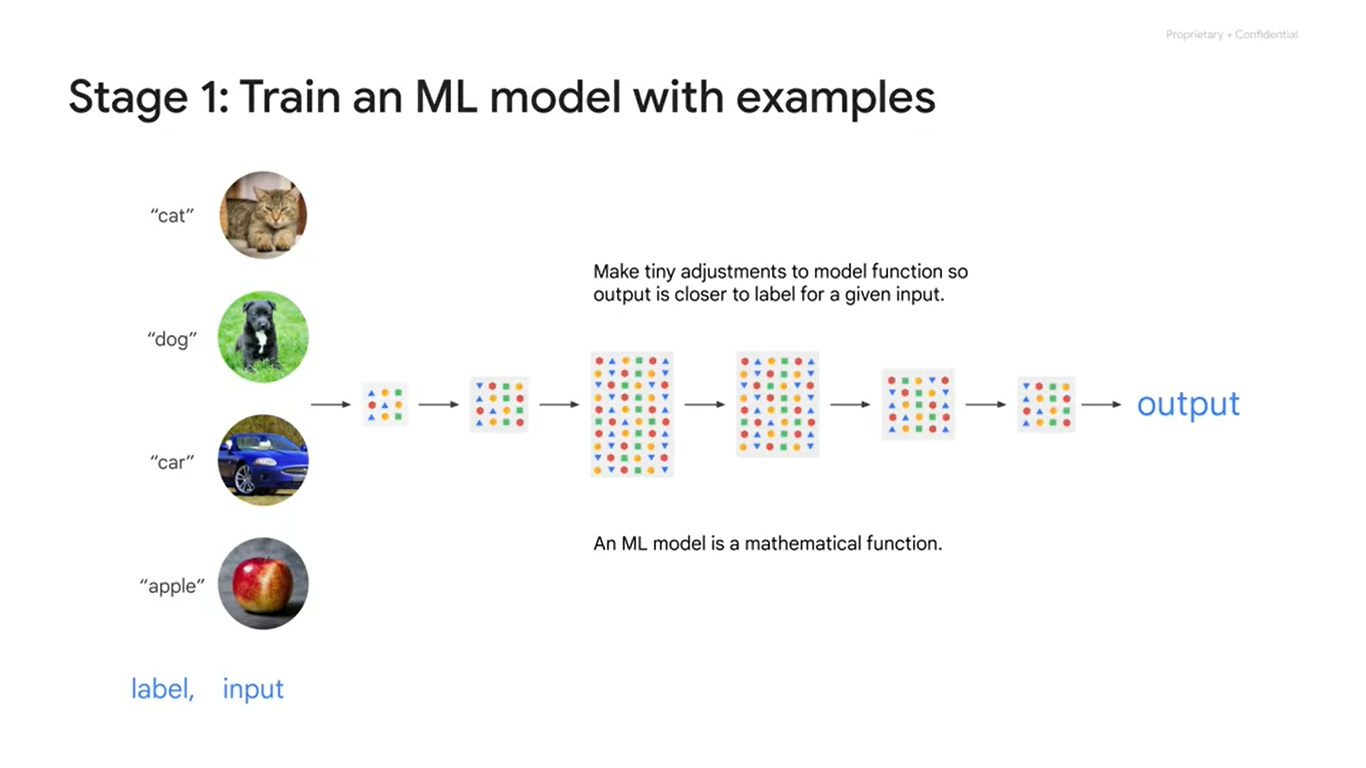 Proprietary + Confidential
Stage 1: Train an ML model with examples
“cat”
“dog”
“car”
“apple”
label, input
Make tiny adjustments to model function so
output is closer to label for a given input.
output
An ML model is a mathematical function.